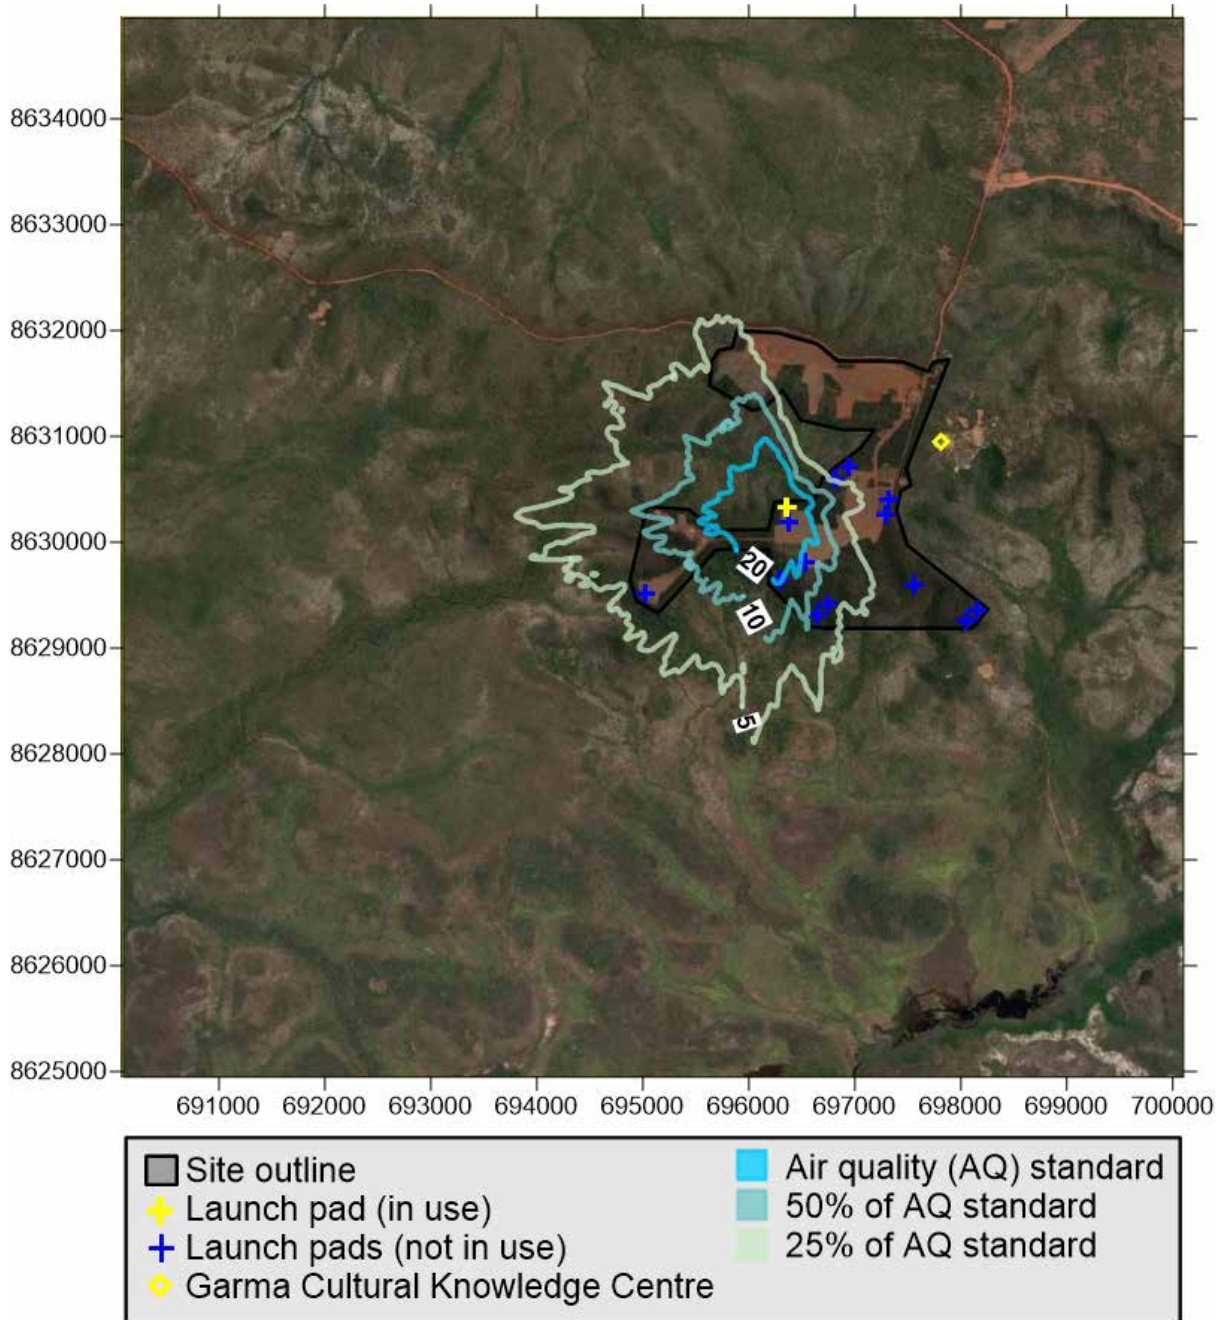 8634000
8633000
8632000
8631000
8630000
8629000
8628000
8627000
8626000
8625000
20
10
5
691000 692000 693000 694000 695000 696000 697000 698000 699000 700000
Site outline
Launch pad (in use)
Launch pads (not in use)
Garma Cultural Knowledge Centre
Air quality (AQ) standard
50% of AQ standard
25% of AQ standard